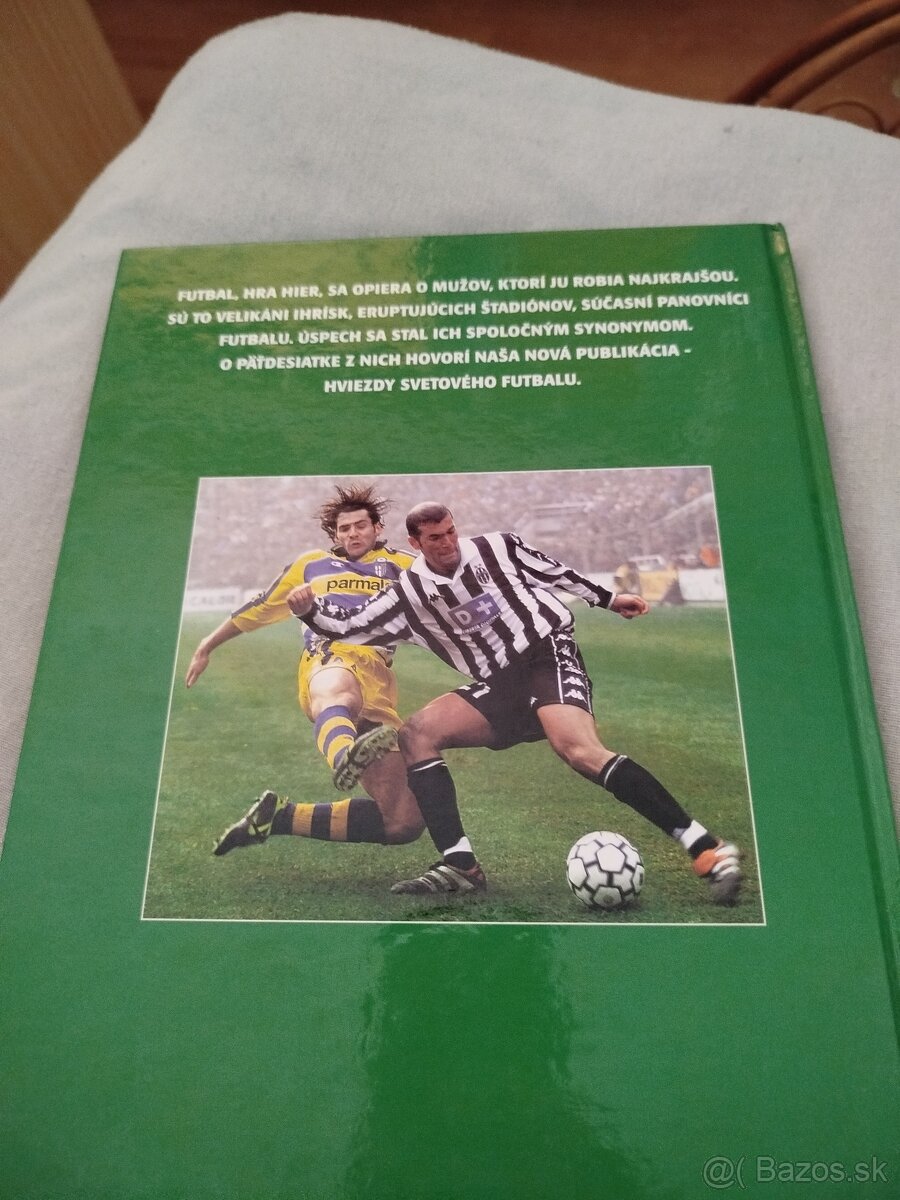 FUTBAL, HRA HIER, SA OPIERA O MUŽOV, KTORÍ JU ROBIA NAJKRAJŠOU.
SÚ TO VELIKÁNI IHRÍSK, ERUPTUJÚCICH ŠTADIÓNOV, SÚČASNÍ PANOVNÍCI
FUTBALU. ÚSPECH SA STAL ICH SPOLOČNÝM SYNONYMOM.
O PÄŤDESIATKE Z NICH HOVORÍ NAŠA NOVÁ PUBLIKÁCIA -
HVIEZDY SVETOVÉHO FUTBALU.
parmal
D+
@( Bazos.sk